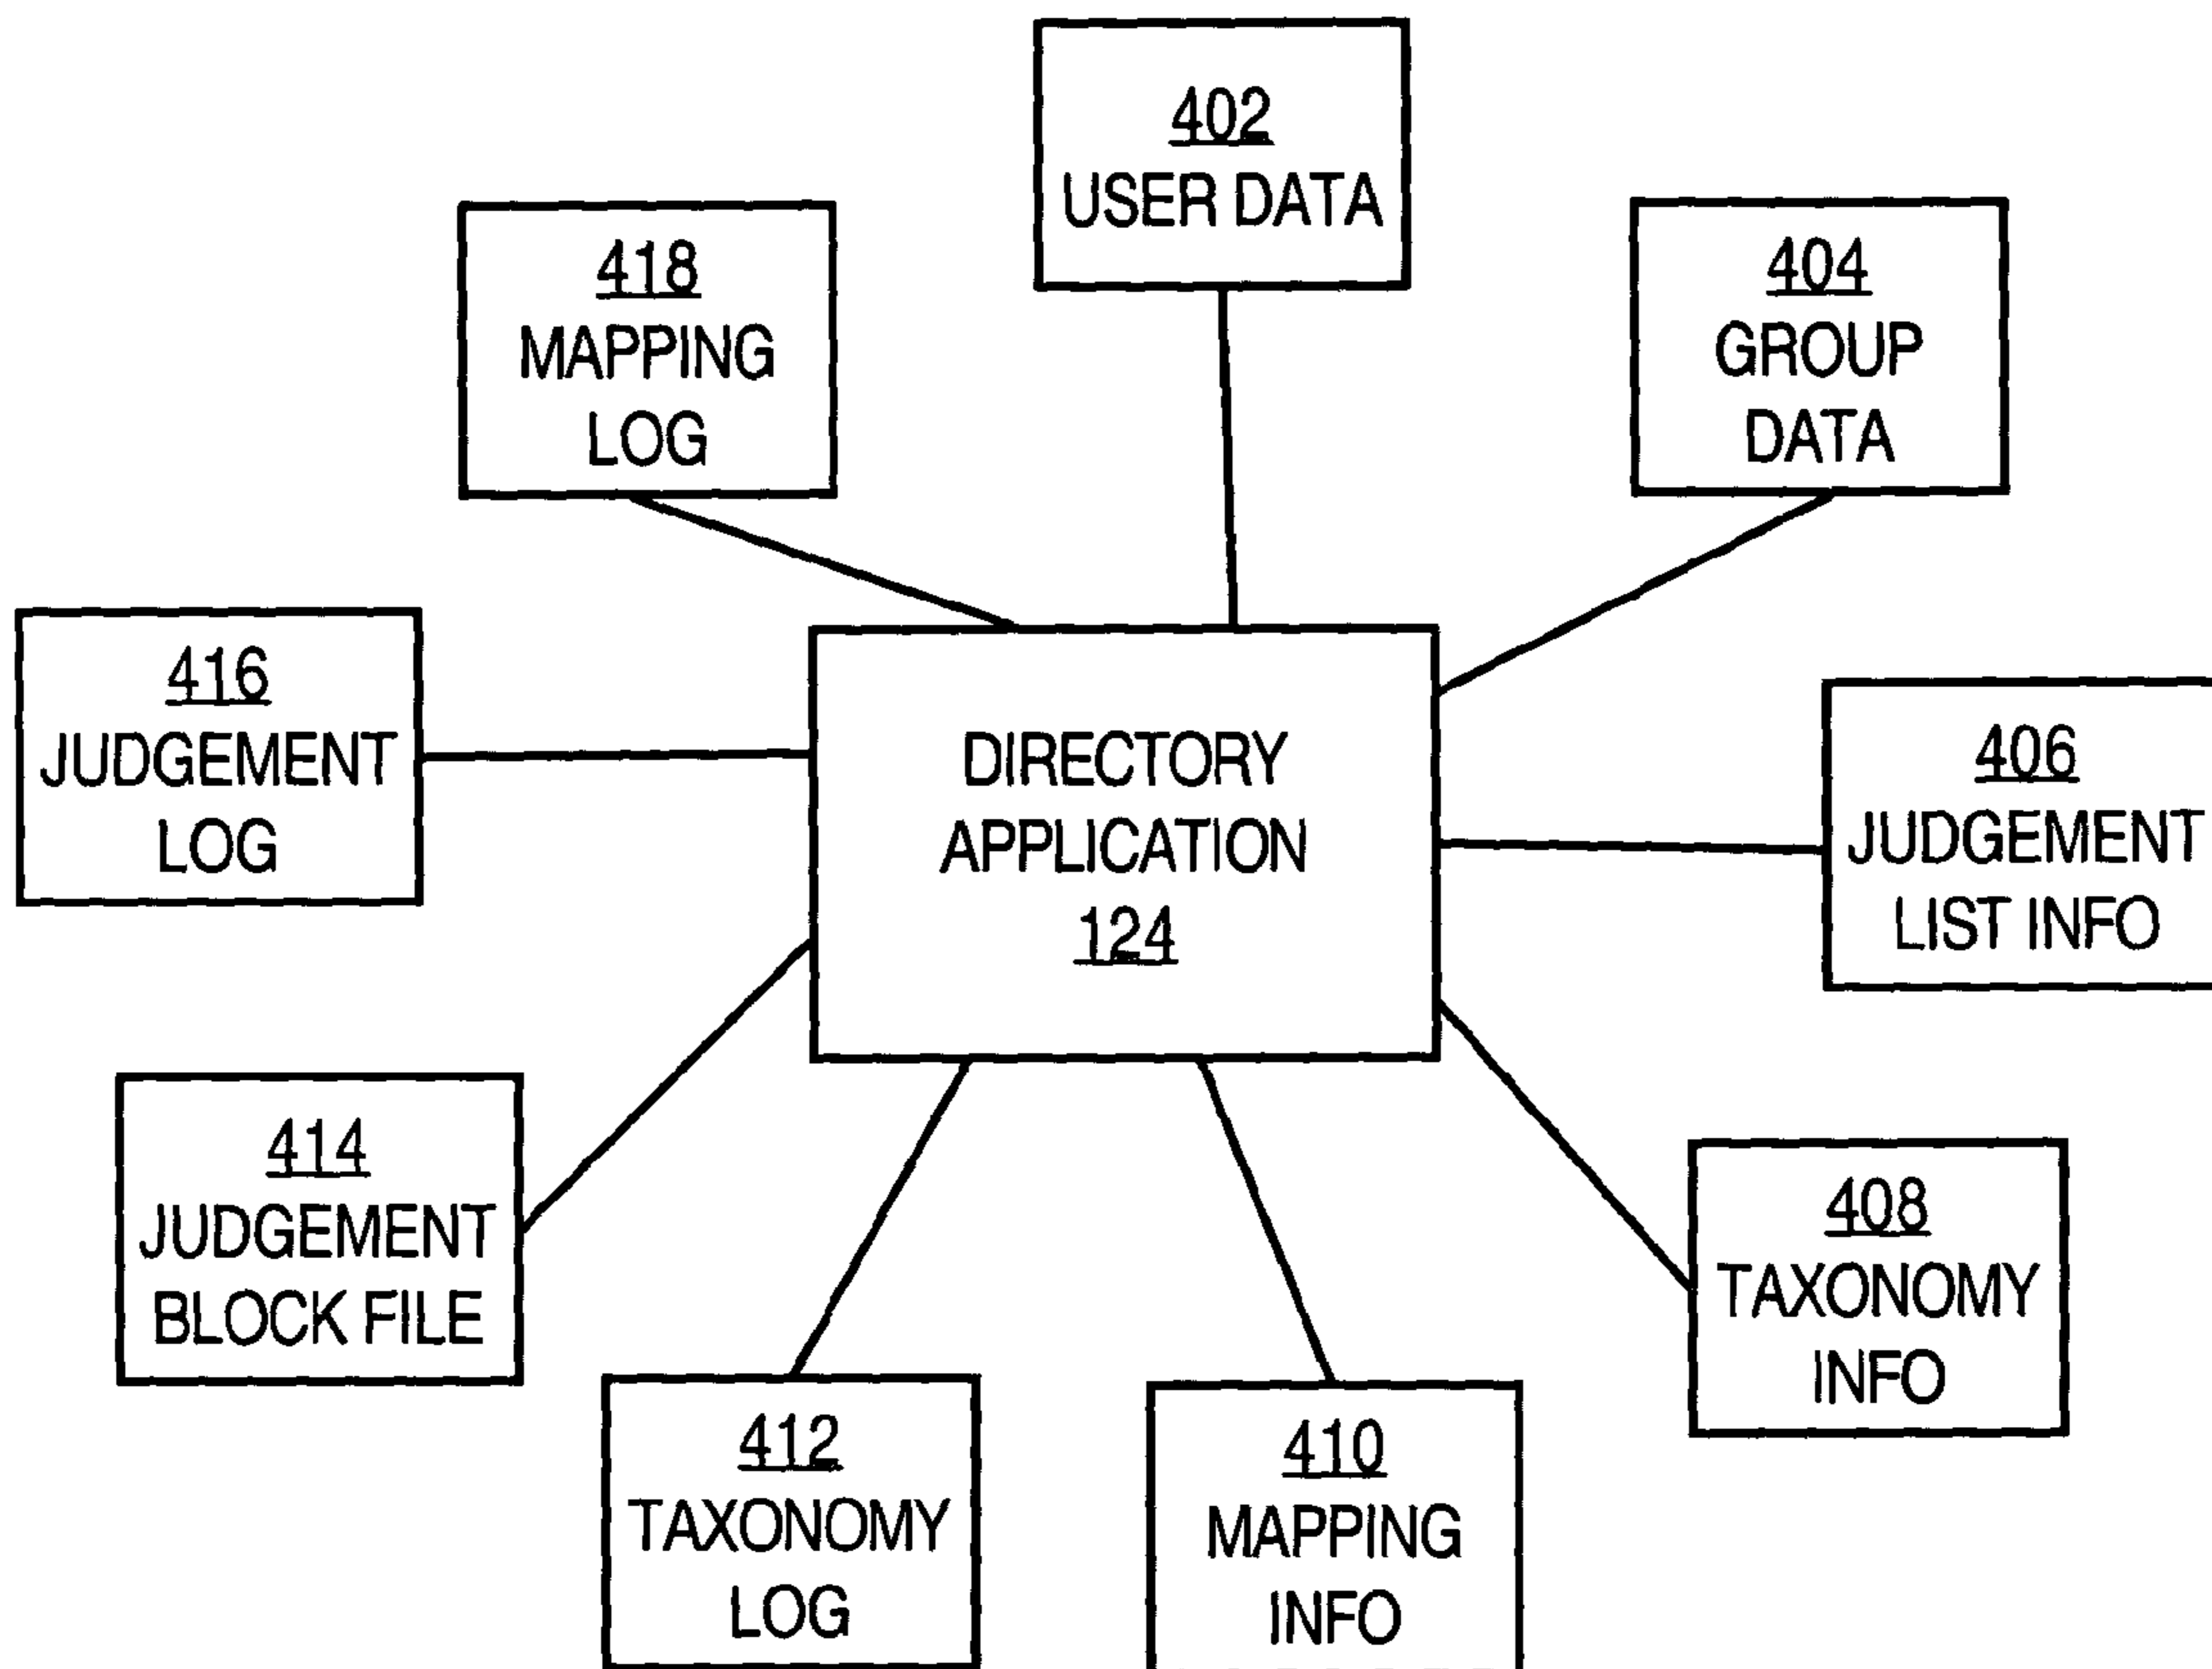 402
USER DATA
418
MAPPING
LOG
404
GROUP
DATA
416
JUDGEMENT
LOG
DIRECTORY
APPLICATION
124
406
JUDGEMENT
LIST INFO
414
JUDGEMENT
BLOCK FILE
408
TAXONOMY
INFO
412
TAXONOMY
LOG
410
MAPPING
INFO